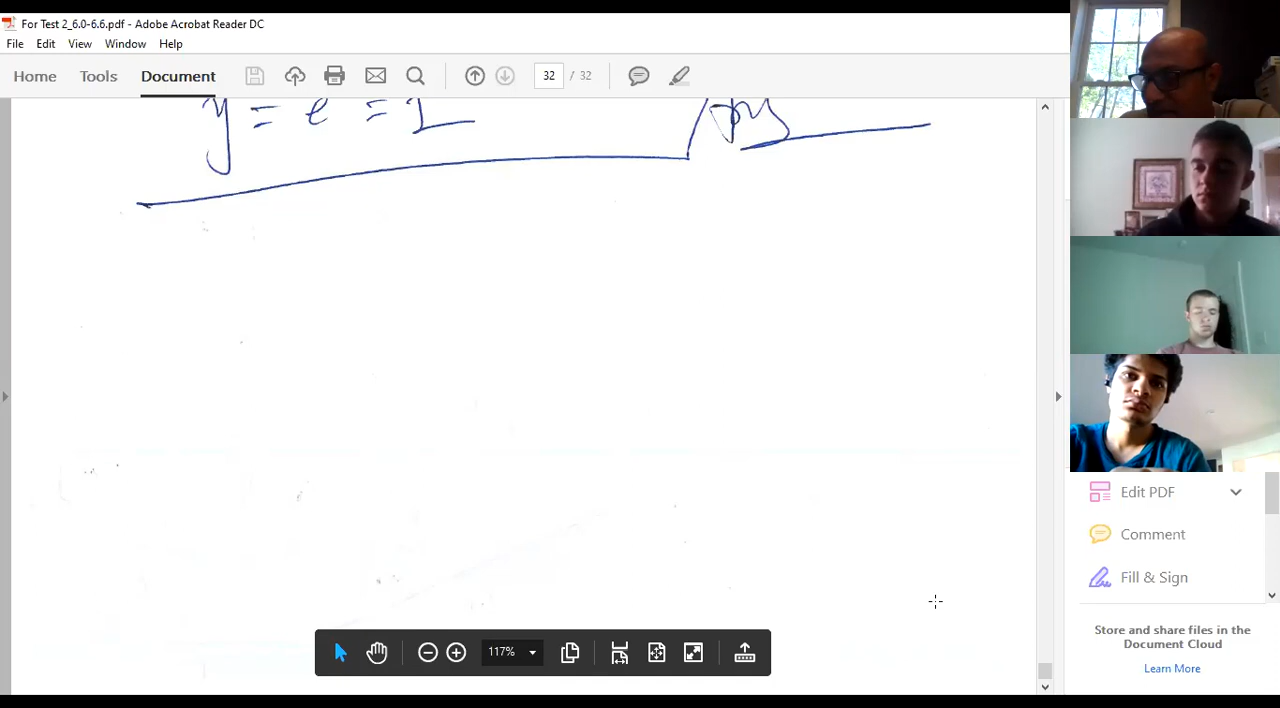 For Test 2_6.0-6.6.pdf - Adobe Acrobat Reader DC
File Edit View Window Help
Home Tools Document 32 / 32
y = e = 1
117%
Edit PDF
Comment
Fill & Sign
Store and share files in the
Document Cloud
Learn More